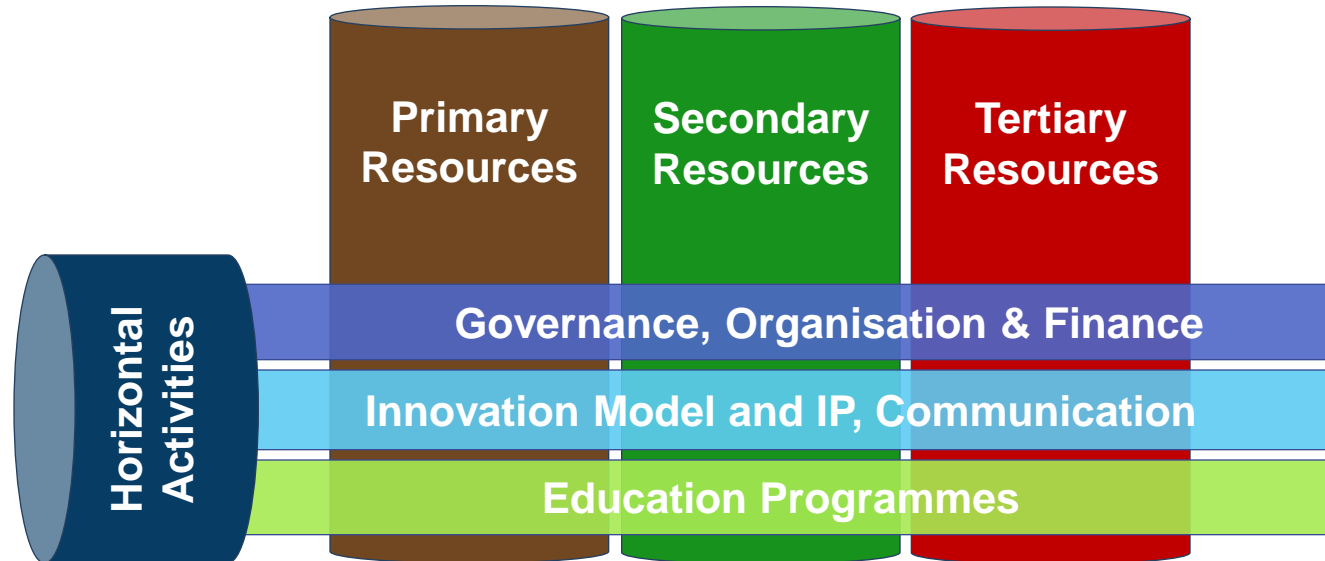 Primary
Resources
Secondary
Resources
Tertiary
Resources
Horizontal
Activities
Governance, Organisation & Finance
Innovation Model and IP, Communication
Education Programmes